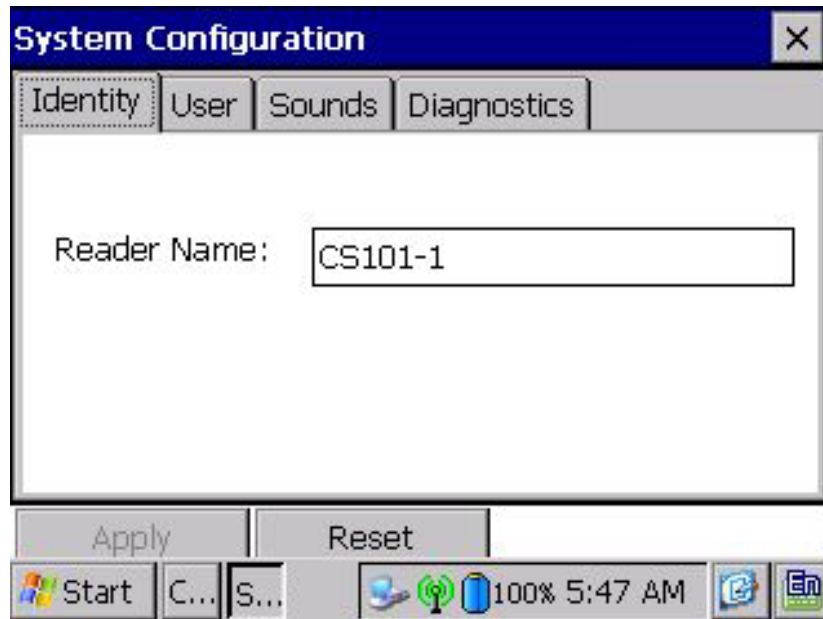 System Configuration
Identity User Sounds Diagnostics
Reader Name: CS101-1
Apply Reset
Start C... S... 100% 5:47 AM En